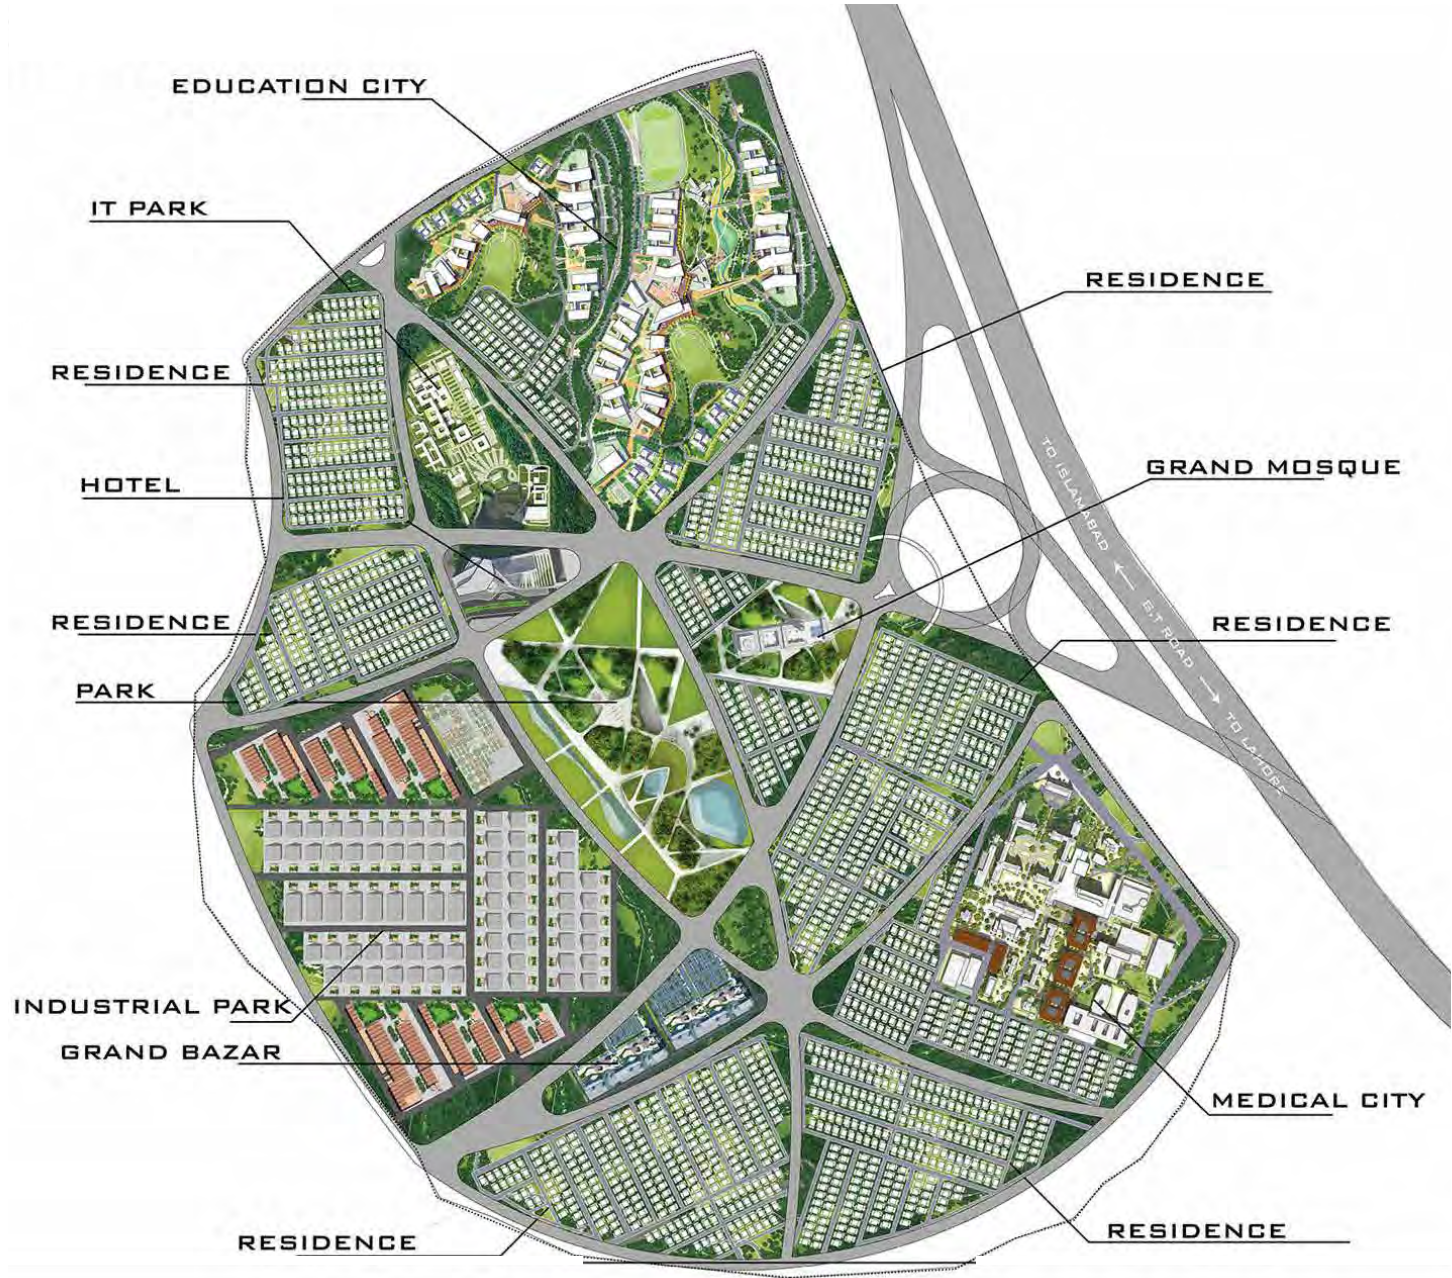 EDUCATION CITY
IT PARK
RESIDENCE
RESIDENCE
GRAND MOSQUE
HOTEL
TO ISLAMABAD
G.T ROAD
TO LAHORE
RESIDENCE
RESIDENCE
PARK
INDUSTRIAL PARK
GRAND BAZAR
MEDICAL CITY
RESIDENCE
RESIDENCE